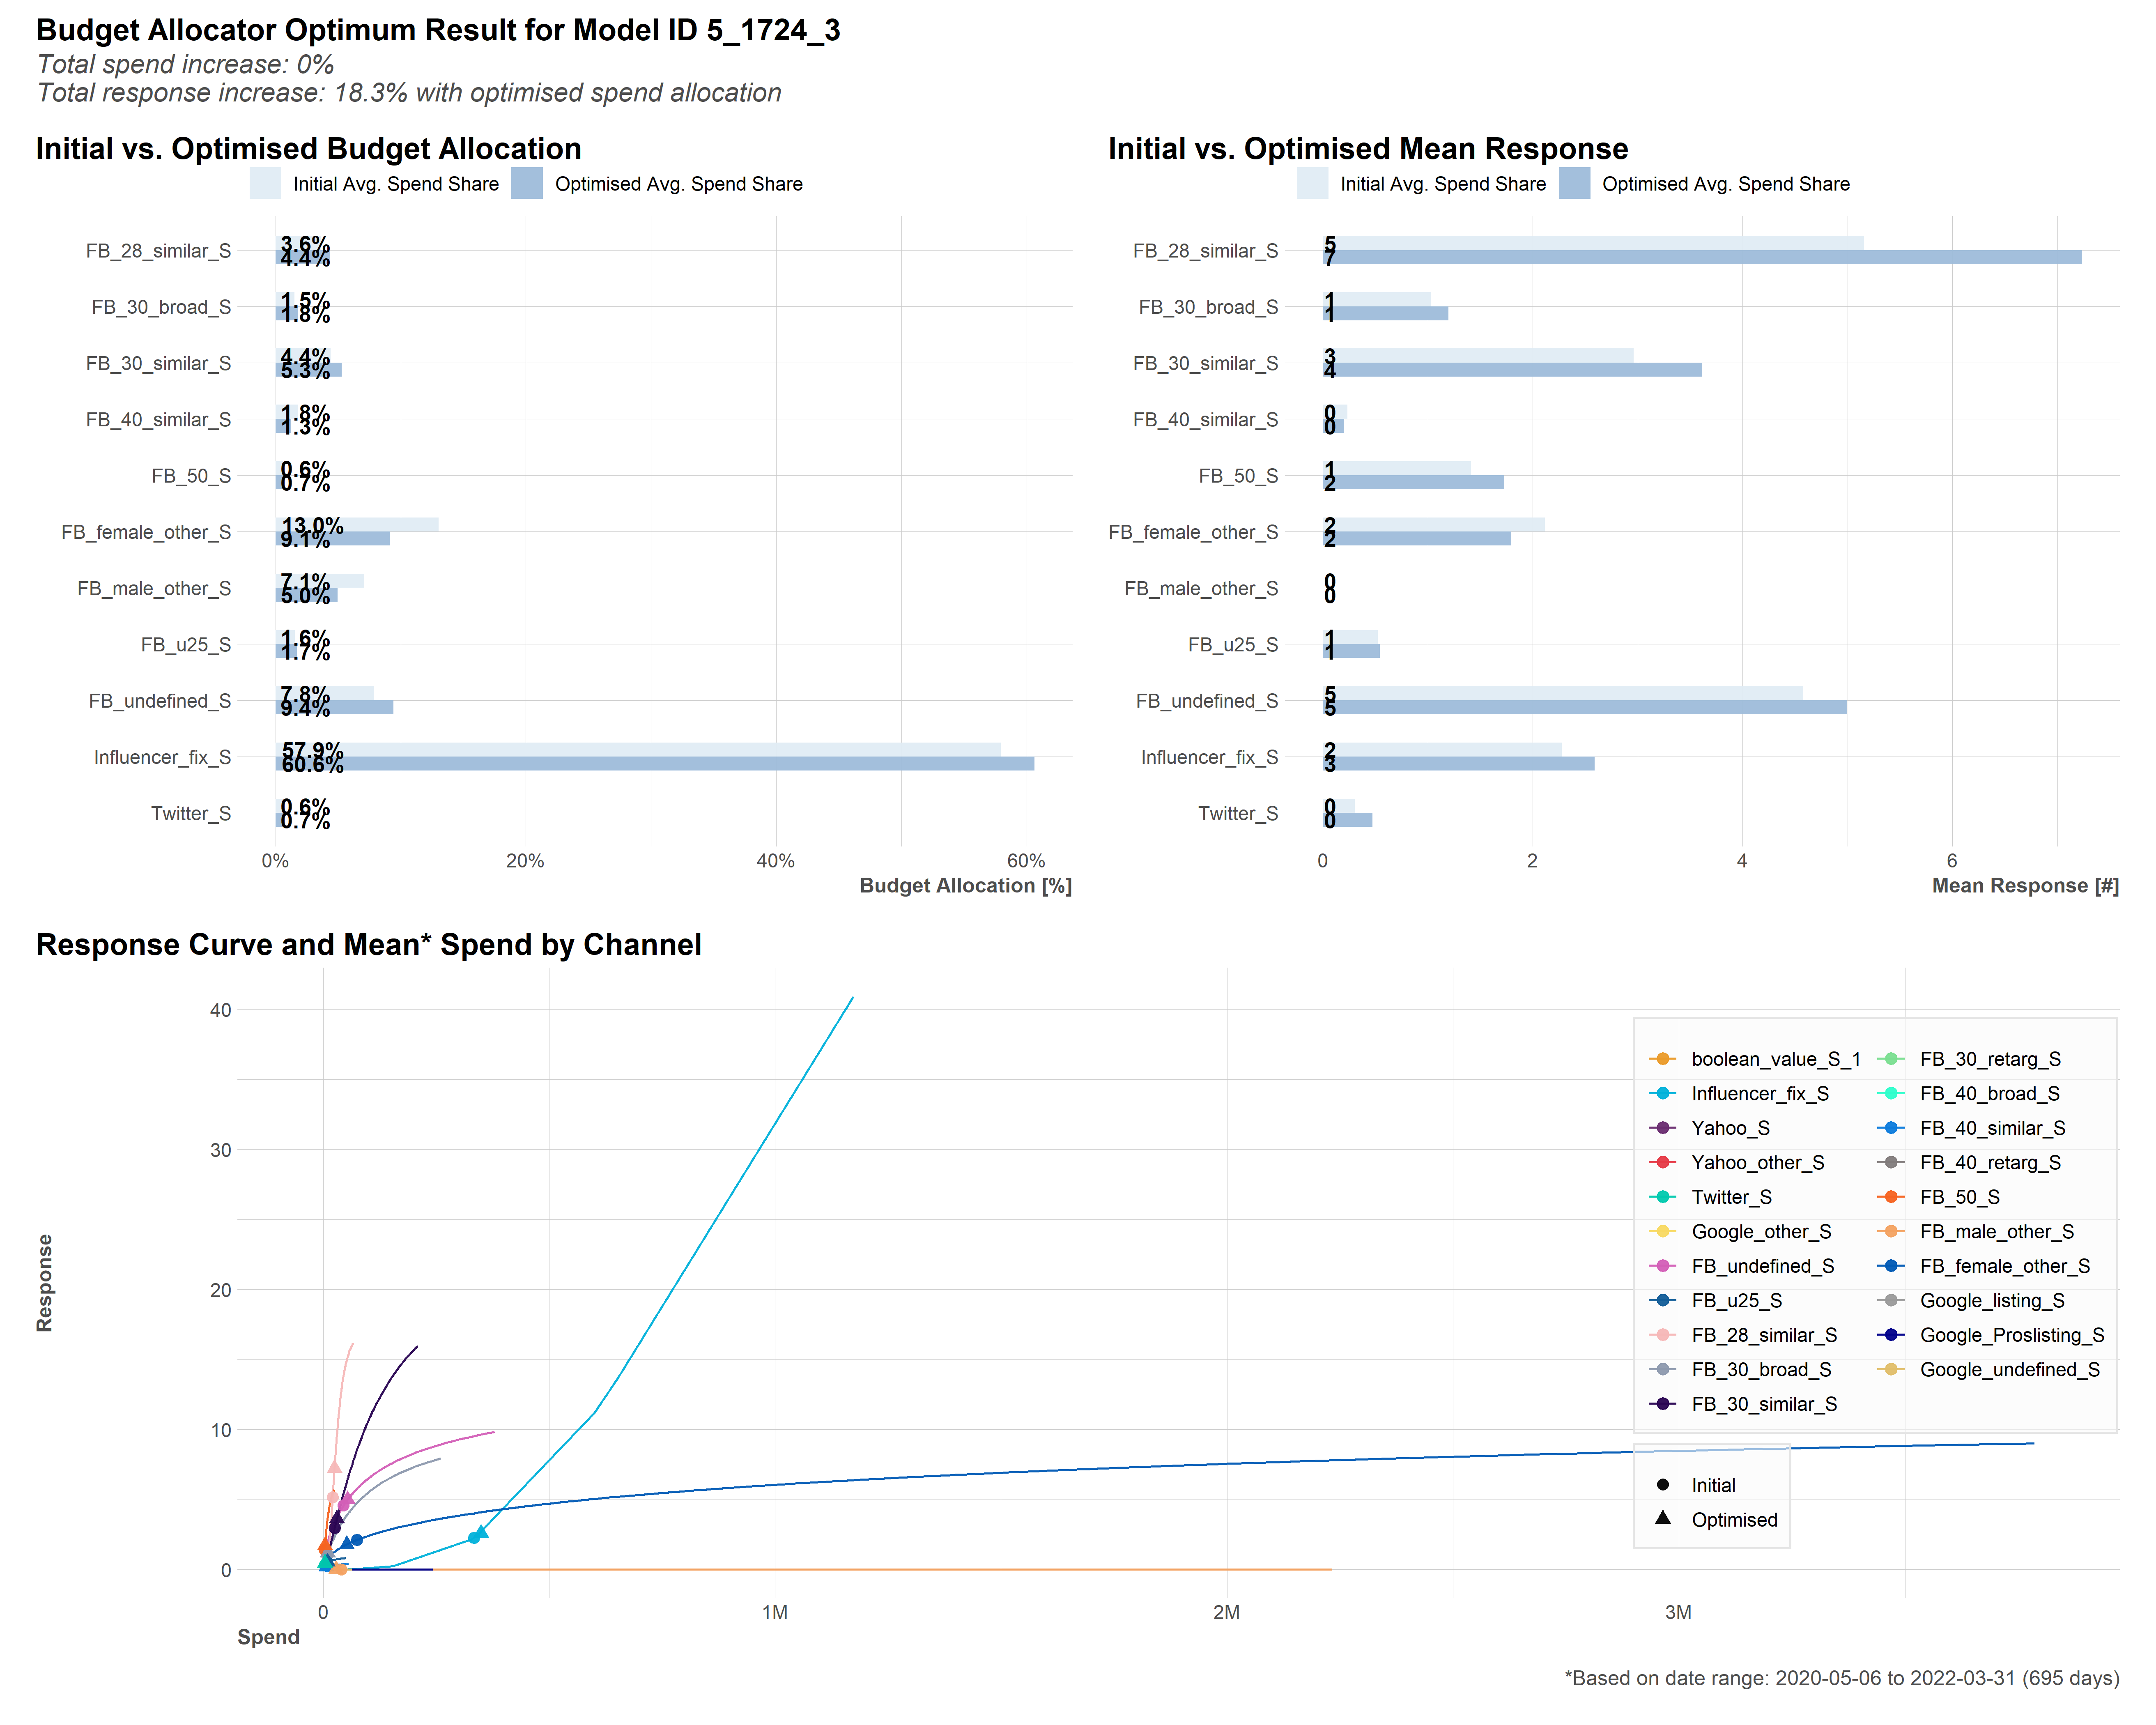 Budget Allocator Optimum Result for Model ID 5_1724_3
Total spend increase: 0%
Total response increase: 18.3% with optimised spend allocation
Initial vs. Optimised Budget Allocation
Initial Avg. Spend Share
Optimised Avg. Spend Share
FB_28_similar_S
3.6%
4.4%
FB_30_broad_S
1.5%
1.8%
FB_30_similar_S
4.4%
5.3%
FB_40_similar_S
1.8%
1.3%
FB_50_S
0.6%
0.7%
FB_female_other_S
13.0%
9.1%
FB_male_other_S
7.1%
5.0%
FB_u25_S
1.6%
1.7%
FB_undefined_S
7.8%
9.4%
Influencer_fix_S
57.9%
60.6%
Twitter_S
0.6%
0.7%
0% 20% 40% 60%
Budget Allocation [%]
Initial vs. Optimised Mean Response
Initial Avg. Spend Share
Optimised Avg. Spend Share
FB_28_similar_S
5
7
FB_30_broad_S
1
1
FB_30_similar_S
3
4
FB_40_similar_S
0
0
FB_50_S
1
2
FB_female_other_S
2
2
FB_male_other_S
0
0
FB_u25_S
1
1
FB_undefined_S
5
5
Influencer_fix_S
2
3
Twitter_S
0
0
0 2 4 6
Mean Response [#]
Response Curve and Mean* Spend by Channel
Response
40
30
20
10
0
0 1M 2M 3M
Spend
boolean_value_S_1
Influencer_fix_S
Yahoo_S
Yahoo_other_S
Twitter_S
Google_other_S
FB_undefined_S
FB_u25_S
FB_28_similar_S
FB_30_broad_S
FB_30_similar_S
FB_30_retarg_S
FB_40_broad_S
FB_40_similar_S
FB_40_retarg_S
FB_50_S
FB_male_other_S
FB_female_other_S
Google_listing_S
Google_Proslisting_S
Google_undefined_S
Initial
Optimised
*Based on date range: 2020-05-06 to 2022-03-31 (695 days)